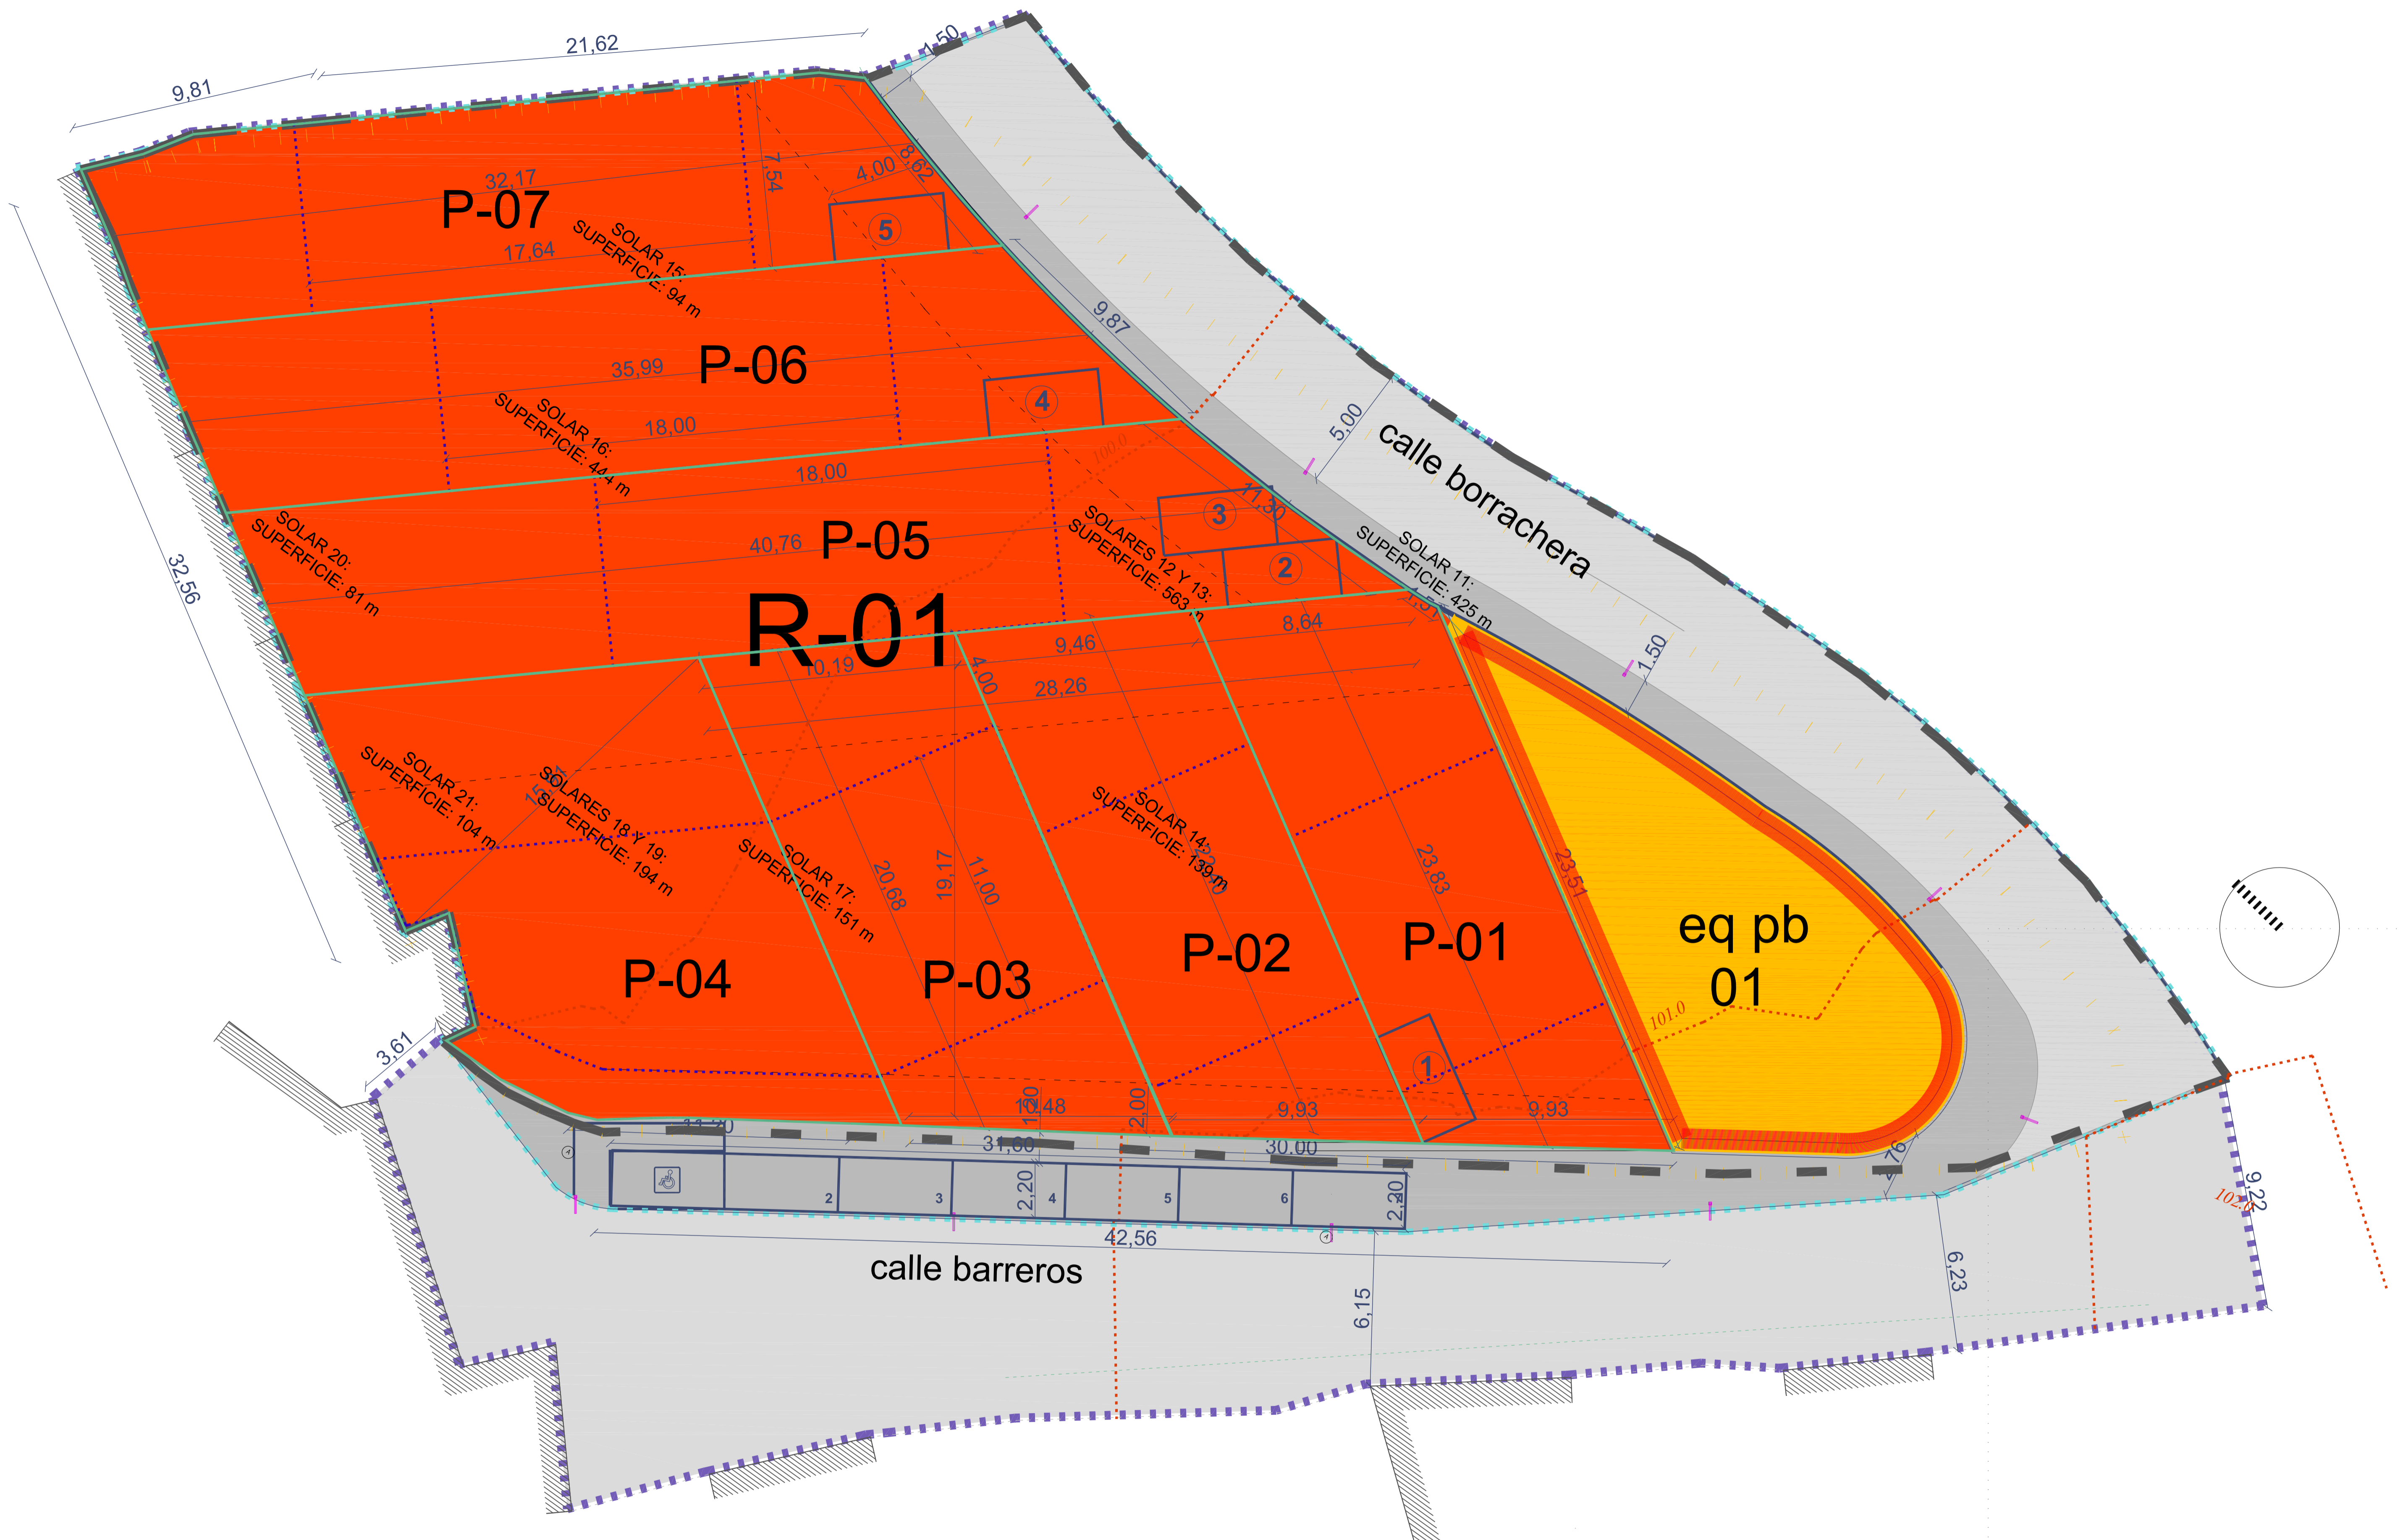 21,62
1,50
9,81
32,17
P-07
7,54
4,00
8,62
5
17,64
SOLAR 15:
SUPERFICIE: 94 m
9,87
P-06
35,99
4
18,00
5,00
calle borrachera
SOLAR 16:
SUPERFICIE: 444 m
100.0
18,00
11,30
3
P-05
40,76
SOLAR 20:
SUPERFICIE: 81 m
SOLARES 12 Y 13:
SUPERFICIE: 563 m
2
SOLAR 11:
SUPERFICIE: 425 m
32,56
R-01
8,64
9,46
10,19
4,00
28,26
1,50
SOLAR 21:
SUPERFICIE: 104 m
SOLARES 18 Y 19:
SUPERFICIE: 194 m
SOLAR 17:
SUPERFICIE: 151 m
SOLAR 14:
SUPERFICIE: 139 m
20,68
19,17
11,00
23,83
23,51
eq pb
01
P-01
P-02
P-03
P-04
101.0
3,61
1
10,48
2,00
9,93
9,93
31,60
30,00
2,20
2,20
2
3
4
5
6
42,56
calle barreros
6,15
6,23
9,22